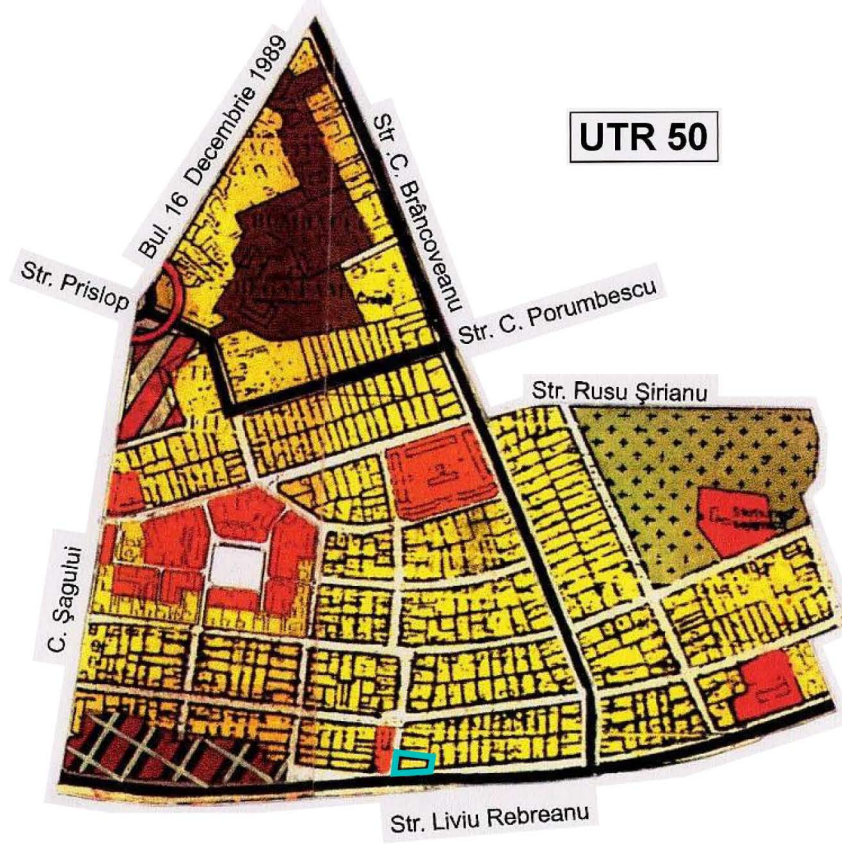 Bul. 16 Decembrie 1989
UTR 50
Str .C. Brâncoveanu
Str. Prislop
Str. C. Porumbescu
Str. Rusu Şirianu
C. Şagului
Str. Liviu Rebreanu